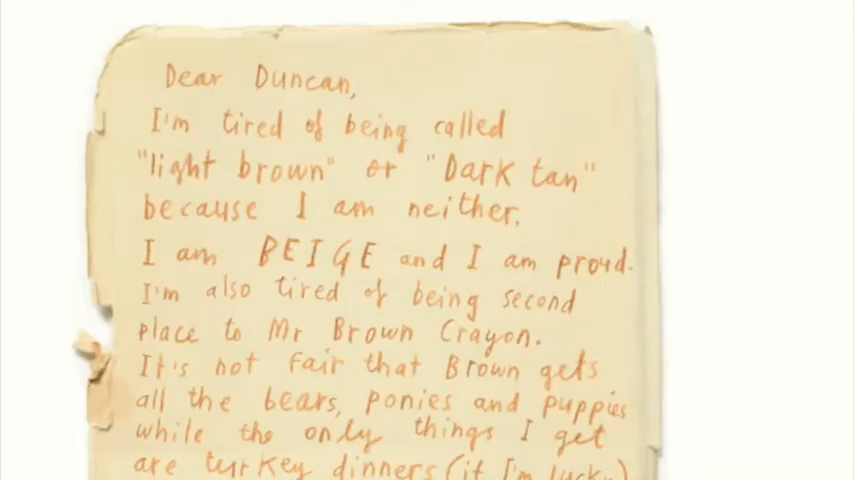 Dear Duncan,
I'm tired of being called
"light brown" or "Dark tan"
because I am neither.
I am BEIGE and I am proud.
I'm also tired of being second
place to Mr Brown Crayon.
It's not fair that Brown gets
all the bears, ponies and puppies
while the only things I get
are turkey dinners (if I'm lucky)